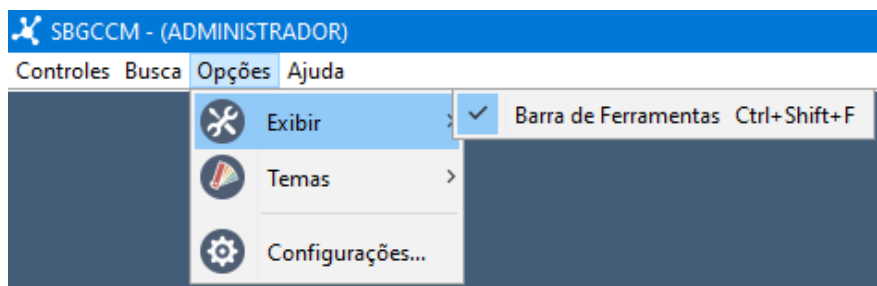 SBGCCM - (ADMINISTRADOR)
Controles Busca Opções Ajuda
Exibir
Barra de Ferramentas Ctrl+Shift+F
Temas
Configurações...